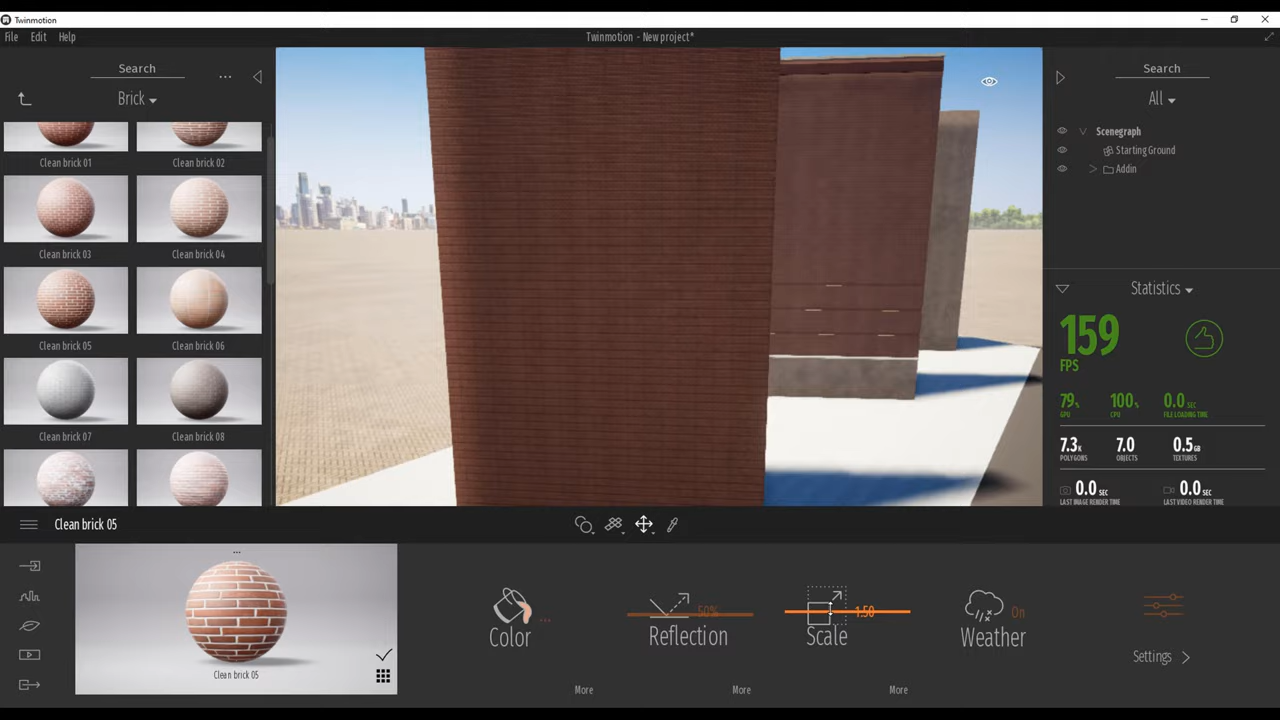 Twinmotion
File Edit Help
Twinmotion - New project*
Search
...
Brick
Clean brick 01
Clean brick 02
Clean brick 03
Clean brick 04
Clean brick 05
Clean brick 06
Clean brick 07
Clean brick 08
Search
All
Scenegraph
Starting Ground
Addin
Statistics
159
FPS
79%
GPU
100%
CPU
0.0 SEC
FILE LOADING TIME
7.3K
POLYGONS
7.0
OBJECTS
0.5GB
TEXTURES
0.0 SEC
LAST IMAGE RENDER TIME
0.0 SEC
LAST VIDEO RENDER TIME
Clean brick 05
...
Clean brick 05
...
Color
More
50%
Reflection
More
1.50
Scale
More
On
Weather
Settings